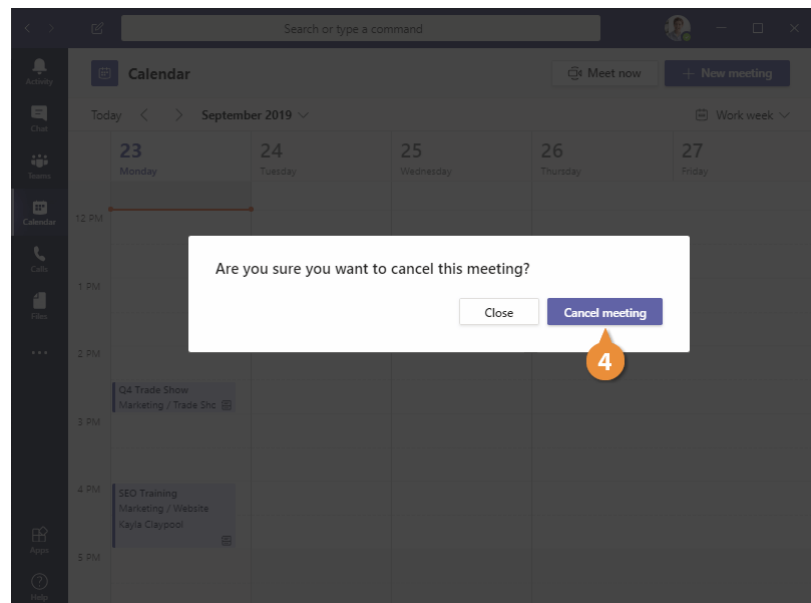 Search or type a command
Activity
Chat
Teams
Calendar
Calls
Files
Apps
Help
Calendar
Meet now
+ New meeting
Today
September 2019
Work week
23
Monday
24
Tuesday
25
Wednesday
26
Thursday
27
Friday
12 PM
1 PM
2 PM
3 PM
4 PM
5 PM
Q4 Trade Show
Marketing / Trade Shc
SEO Training
Marketing / Website
Kayla Claypool
Are you sure you want to cancel this meeting?
Close
Cancel meeting
4